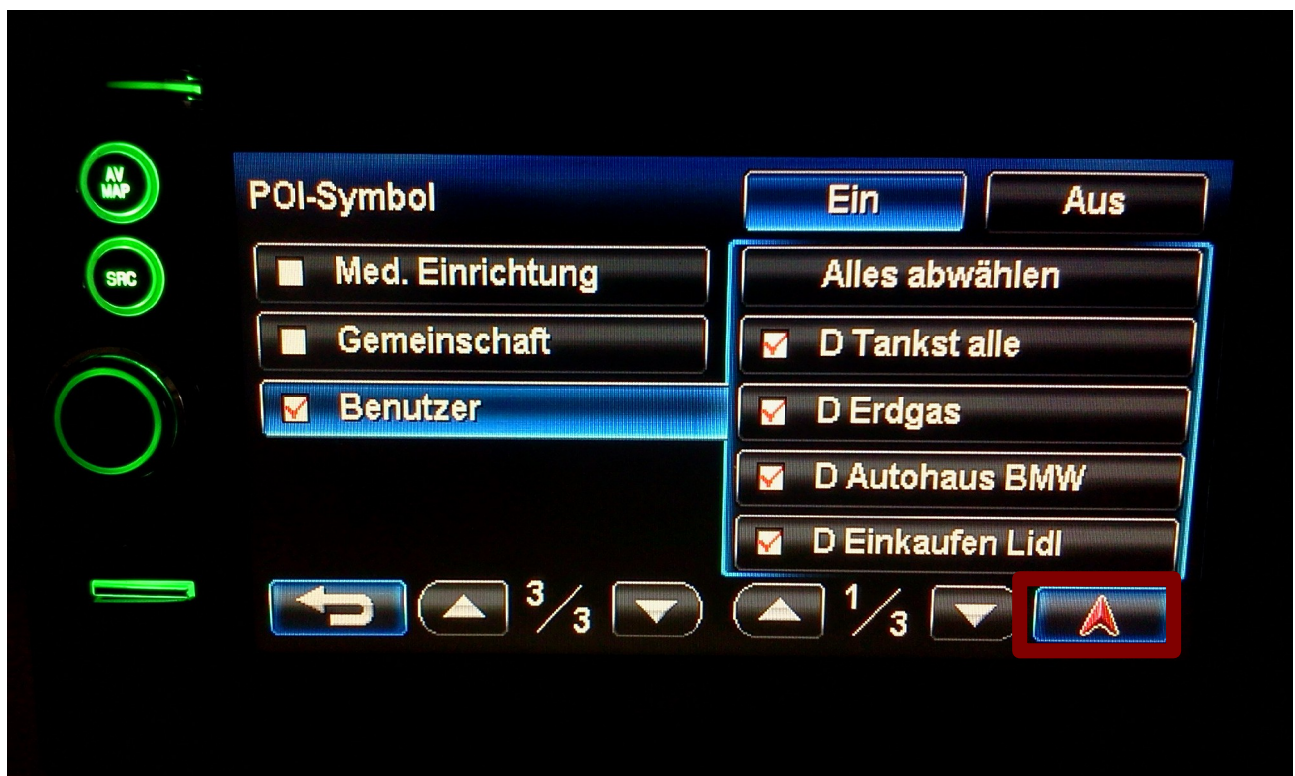 AV
MAP
SRC
POI-Symbol
Ein
Aus
Med. Einrichtung
Gemeinschaft
Benutzer
Alles abwählen
D Tankst alle
D Erdgas
D Autohaus BMW
D Einkaufen Lidl
3/3
1/3